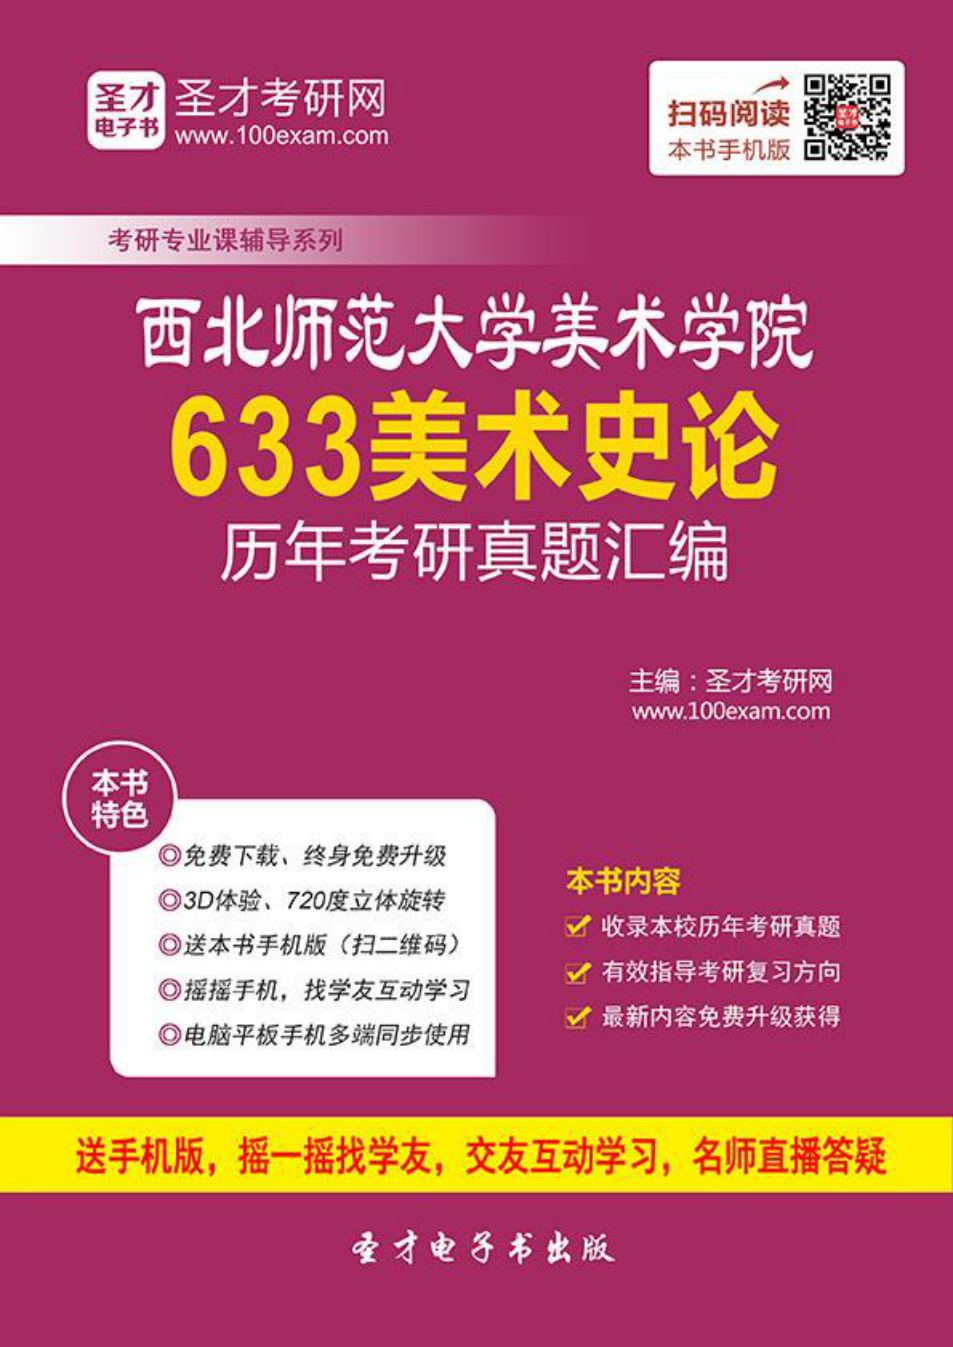 圣才
电子书
圣才考研网
www.100exam.com
扫码阅读
本书手机版
圣才
电子书
考研专业课辅导系列
西北师范大学美术学院
633美术史论
历年考研真题汇编
主编：圣才考研网
www.100exam.com
本书
特色
◎免费下载、终身免费升级
◎3D体验、720度立体旋转
◎送本书手机版（扫二维码）
◎摇摇手机，找学友互动学习
◎电脑平板手机多端同步使用
本书内容
收录本校历年考研真题
有效指导考研复习方向
最新内容免费升级获得
送手机版，摇一摇找学友，交友互动学习，名师直播答疑
圣才电子书出版